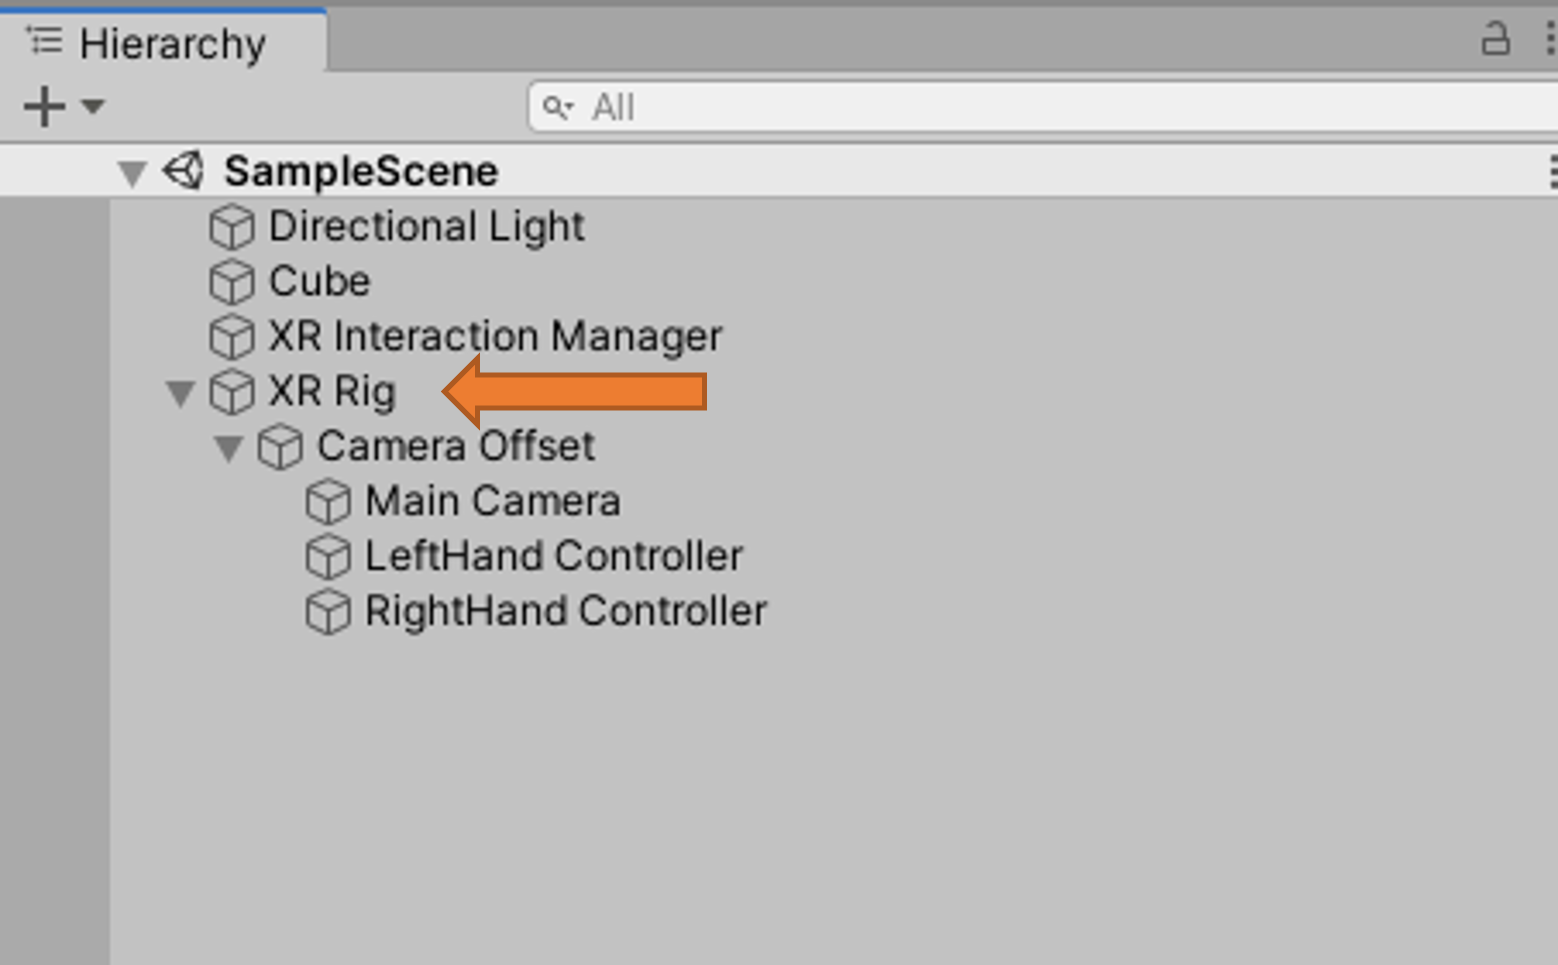 Hierarchy
All
SampleScene
Directional Light
Cube
XR Interaction Manager
XR Rig
Camera Offset
Main Camera
LeftHand Controller
RightHand Controller